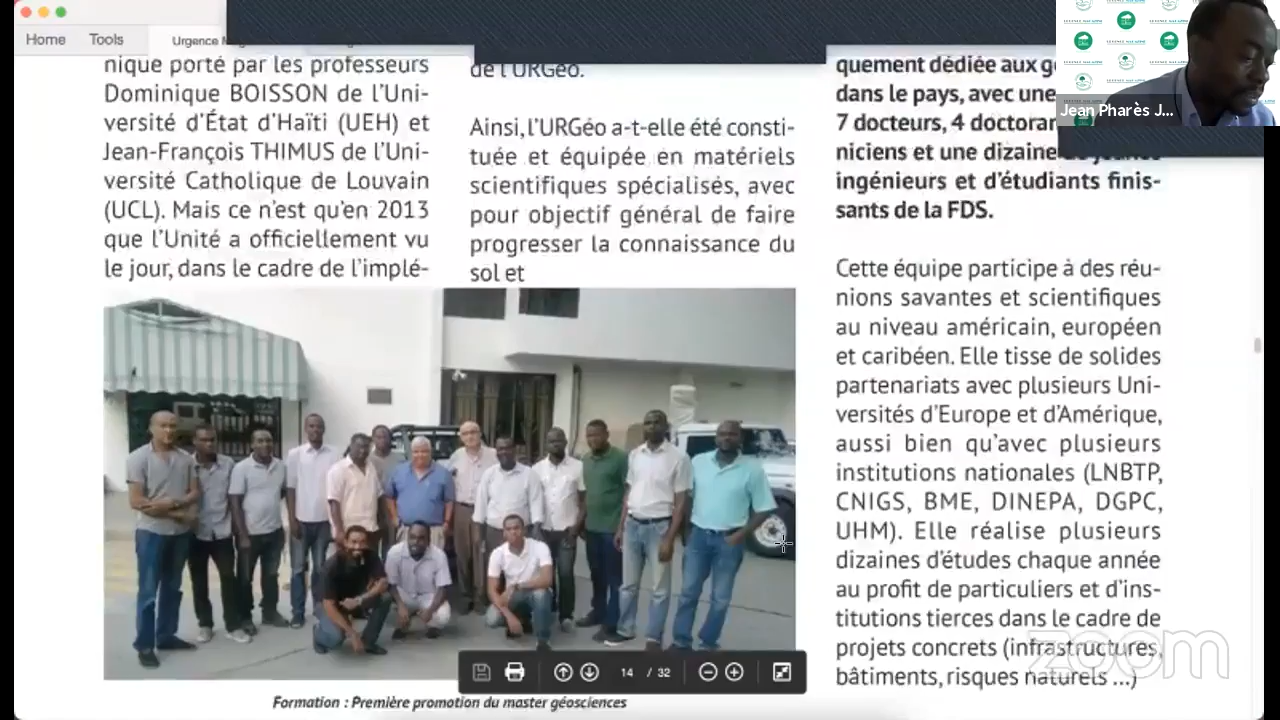 Home
Tools
Urgence
nique porté par les professeurs
Dominique BOISSON de l'Uni-
versité d'État d'Haïti (UEH) et
Jean-François THIMUS de l'Uni-
versité Catholique de Louvain
(UCL). Mais ce n'est qu'en 2013
que l'Unité a officiellement vu
le jour, dans le cadre de l'implé-
de l'URGéo.
Ainsi, l'URGéo a-t-elle été consti-
tuée et équipée en matériels
scientifiques spécialisés, avec
pour objectif général de faire
progresser la connaissance du
sol et
quement dédiée aux
dans le pays, avec une
7 docteurs, 4
niciens et une dizaine de jeunes
ingénieurs et d'étudiants finis-
sants de la FDS.
Cette équipe participe à des réu-
nions savantes et scientifiques
au niveau américain, européen
et caribéen. Elle tisse de solides
partenariats avec plusieurs Uni-
versités d'Europe et d'Amérique,
aussi bien qu'avec plusieurs
institutions nationales (LNBTP,
CNIGS, BME, DINEPA, DGPC,
UHM). Elle réalise plusieurs
dizaines d'études chaque année
au profit de particuliers et d'ins-
titutions tierces dans le cadre de
projets concrets (infrastructures,
bâtiments, risques naturels ...)
Formation : Première promotion du master géosciences
14 / 32
Jean Pharès J...
zoom